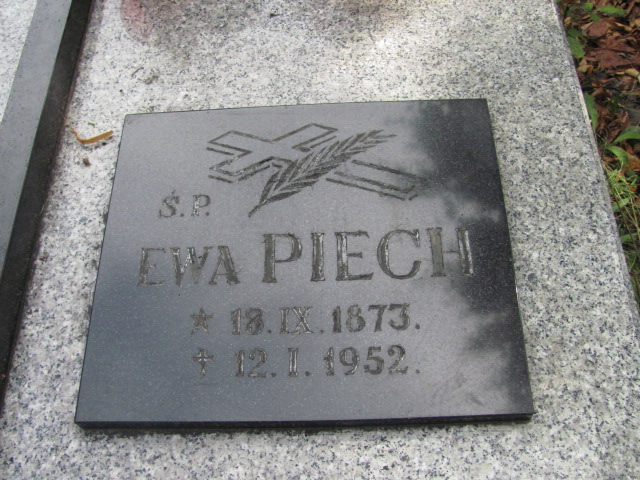 Ś.P.
EWA PIECH
* 18.IX.1873.
✝ 12.I.1952.